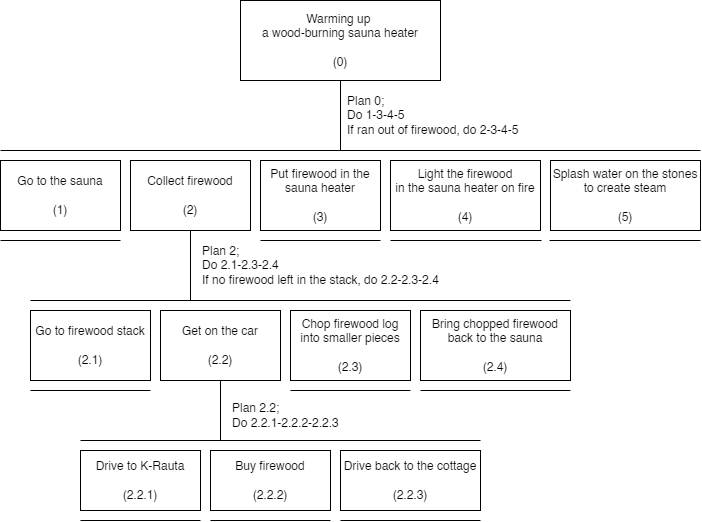 Warming up
a wood-burning sauna heater
(0)
Plan 0;
Do 1-3-4-5
If ran out of firewood, do 2-3-4-5
Go to the sauna
(1)
Collect firewood
(2)
Put firewood in the
sauna heater
(3)
Light the firewood
in the sauna heater on fire
(4)
Splash water on the stones
to create steam
(5)
Plan 2;
Do 2.1-2.3-2.4
If no firewood left in the stack, do 2.2-2.3-2.4
Go to firewood stack
(2.1)
Get on the car
(2.2)
Chop firewood log
into smaller pieces
(2.3)
Bring chopped firewood
back to the sauna
(2.4)
Plan 2.2;
Do 2.2.1-2.2.2-2.2.3
Drive to K-Rauta
(2.2.1)
Buy firewood
(2.2.2)
Drive back to the cottage
(2.2.3)